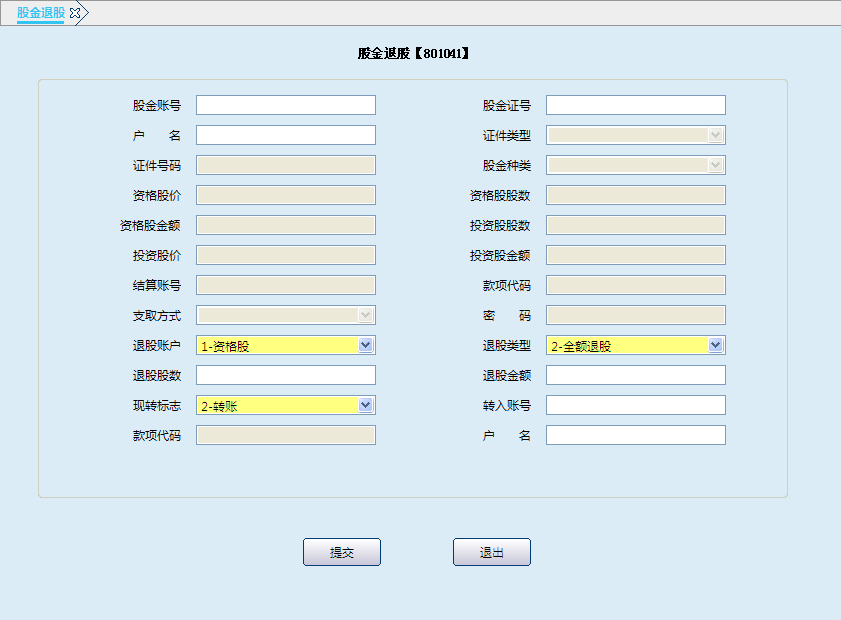 股金退股
股金退股【801041】
股金账号 股金证号
户 名 证件类型
证件号码 股金种类
资格股价 资格股股数
资格股金额 投资股股数
投资股价 投资股金额
结算账号 款项代码
支取方式 密 码
退股账户 1-资格股 退股类型 2-全额退股
退股股数 退股金额
现转标志 2-转账 转入账号
款项代码 户 名
提交 退出